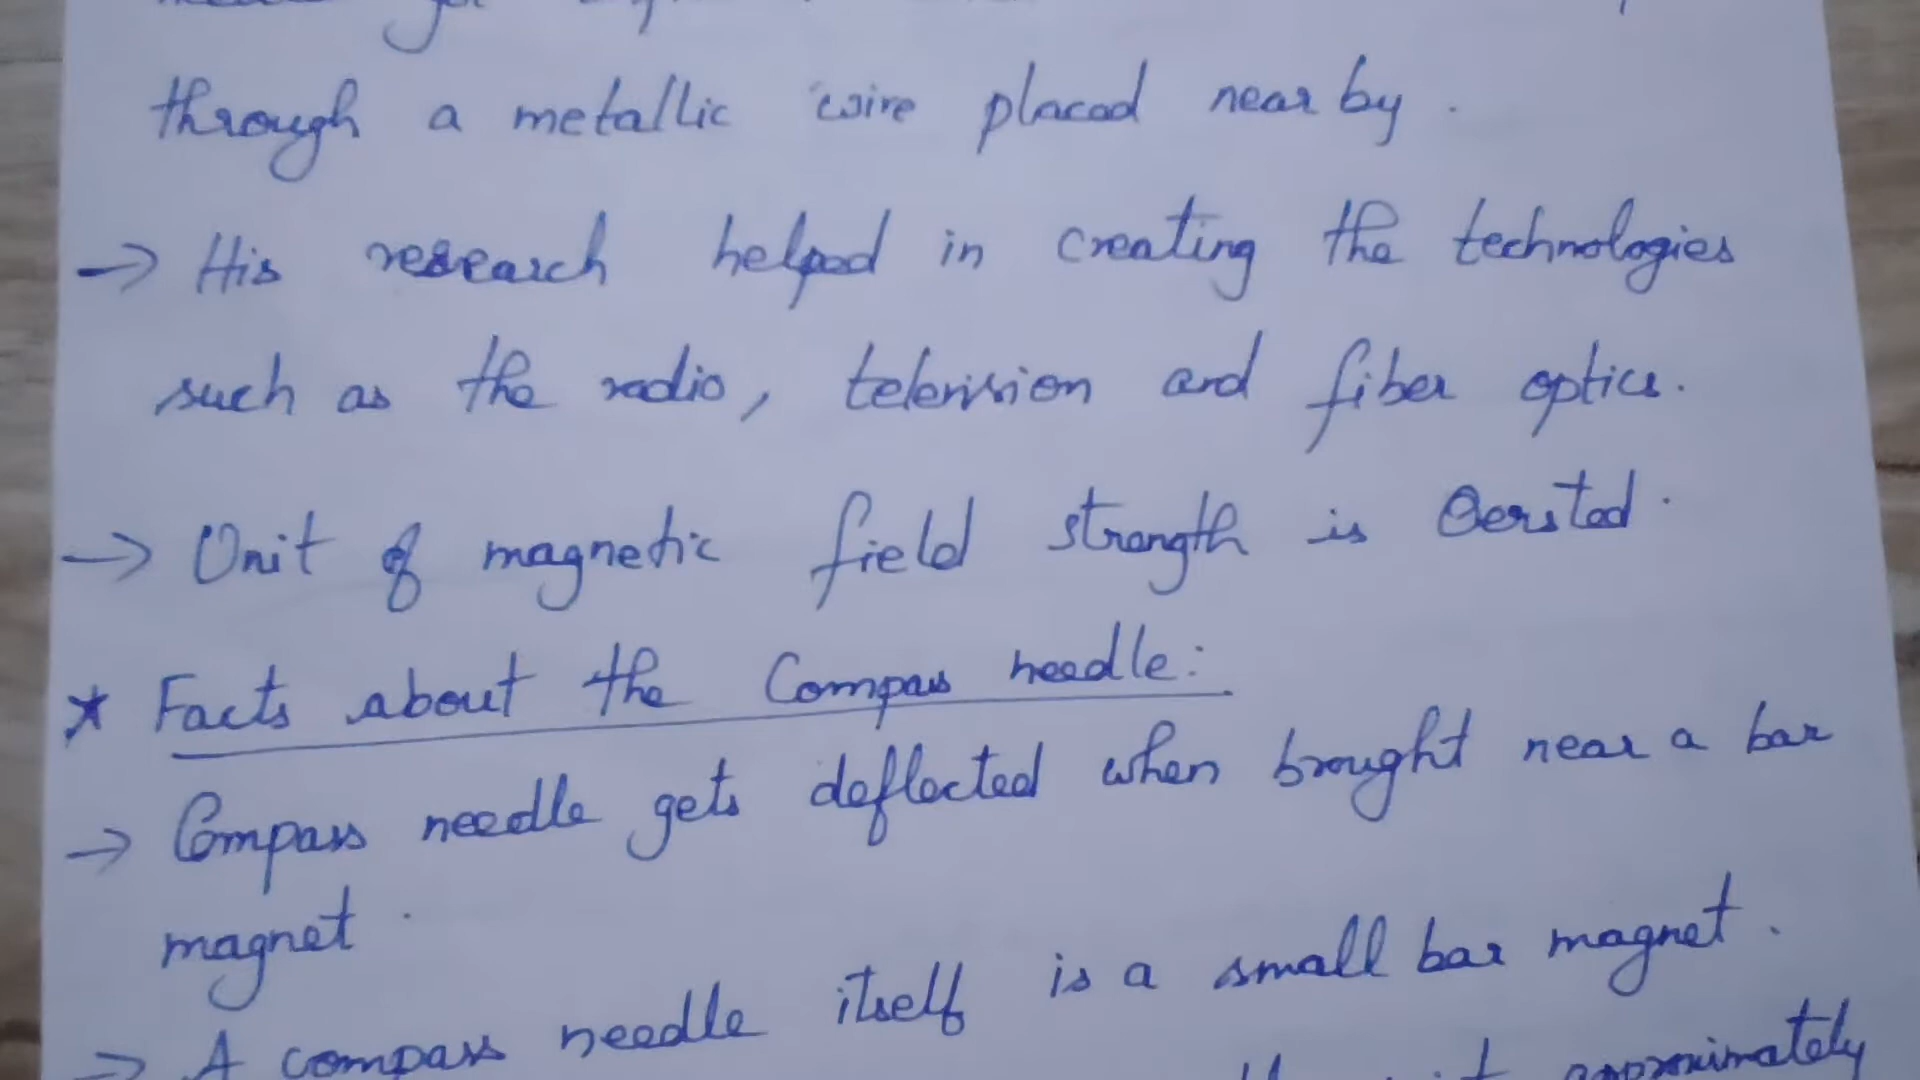 through a metallic wire placed near by.
→ His research helped in creating the technologies
such as the radio, television and fiber optics.
→ Unit of magnetic field strength is Oersted.
* Facts about the Compass needle:
→ Compass needle gets deflected when brought near a bar
magnet.
→ A compass needle itself is a small bar magnet.
approximately